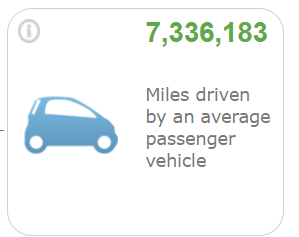 7,336,183
Miles driven
by an average
passenger
vehicle